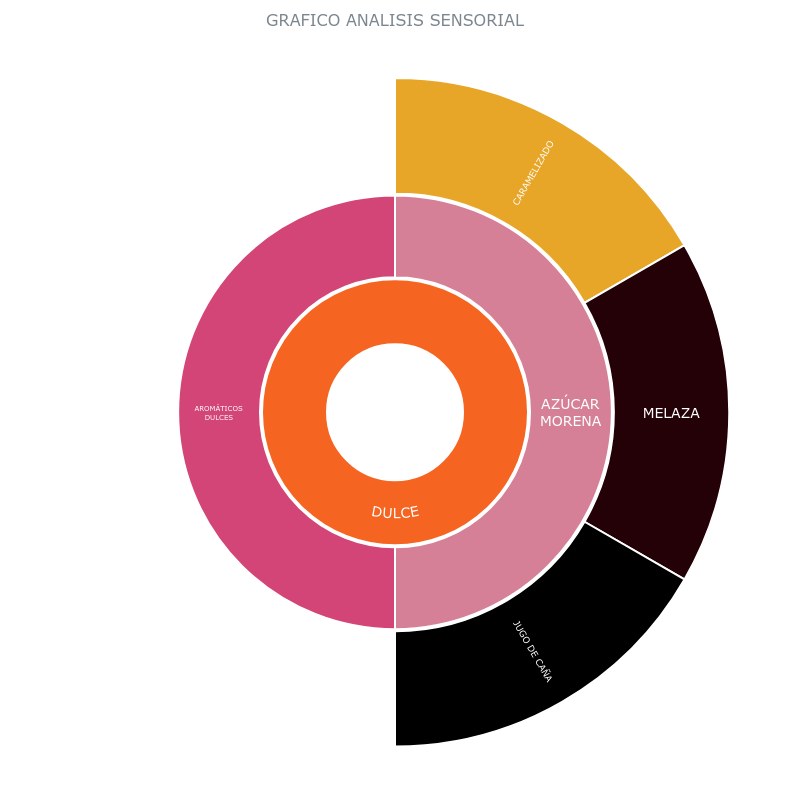 GRAFICO ANALISIS SENSORIAL
CARAMELIZADO
AROMÁTICOS
DULCES
AZÚCAR
MORENA
MELAZA
DULCE
JUGO DE CAÑA